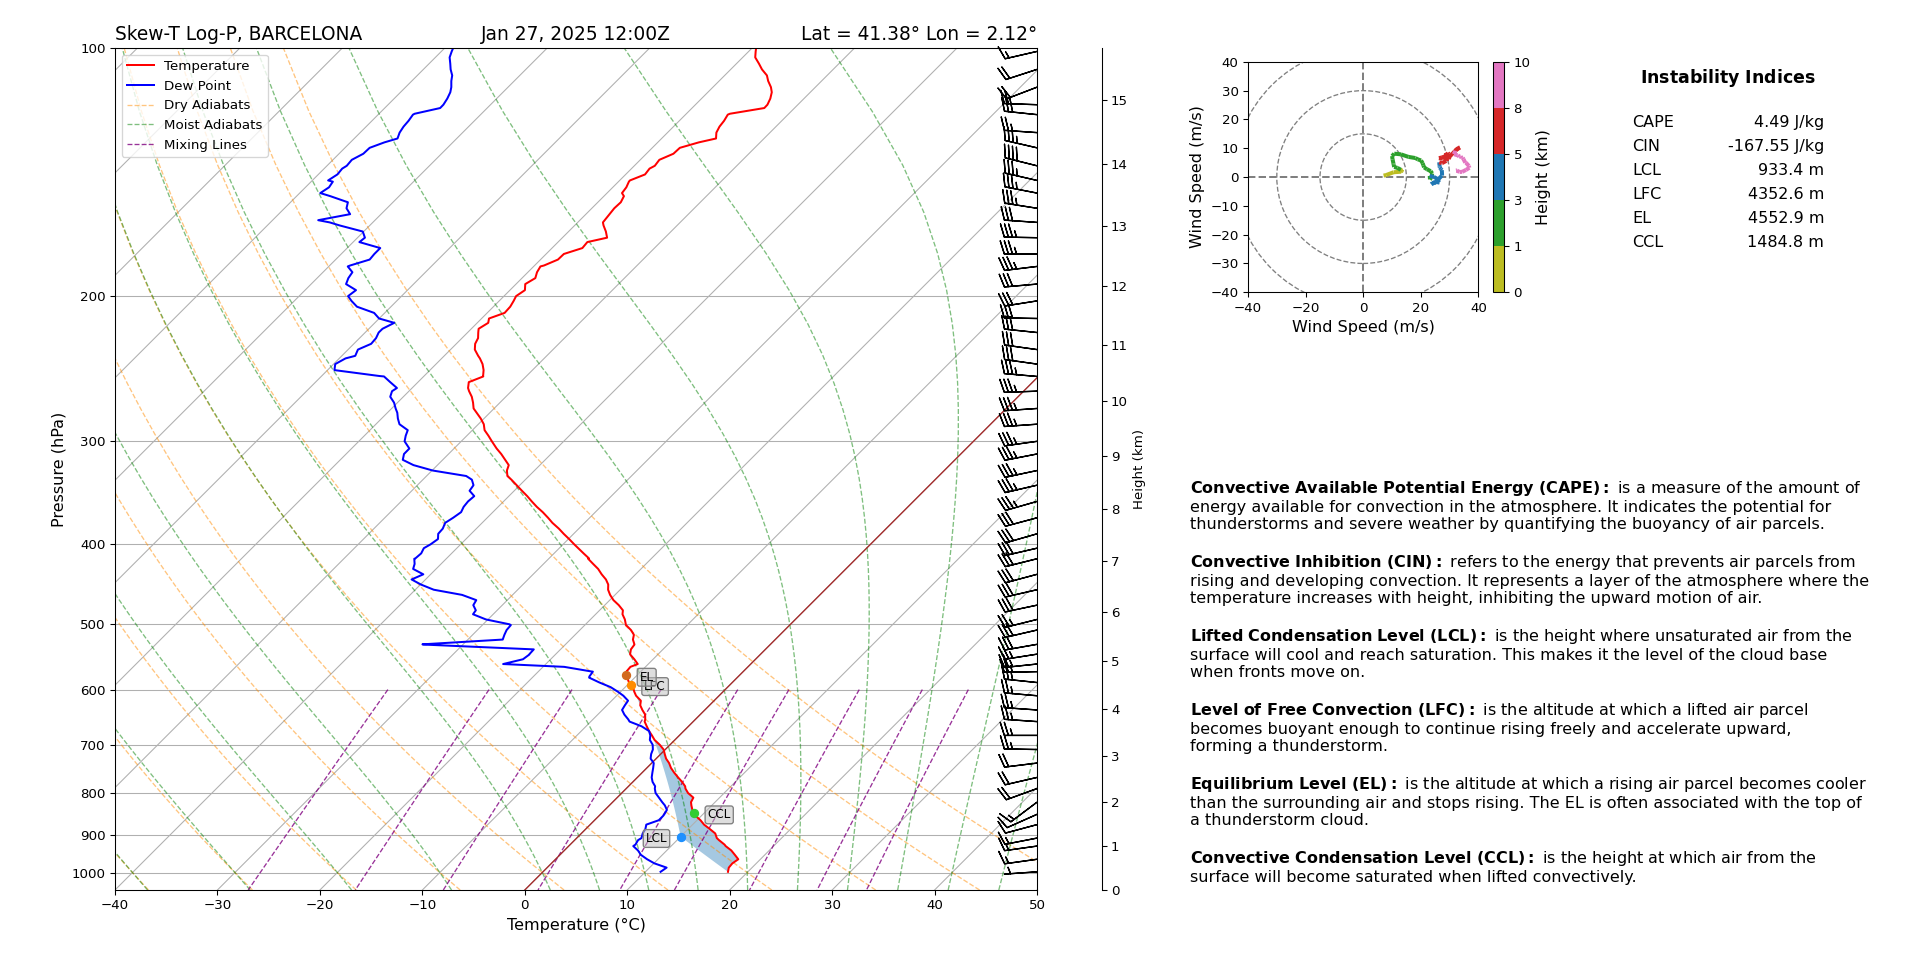 Skew-T Log-P, BARCELONA Jan 27, 2025 12:00Z Lat = 41.38° Lon = 2.12°
Temperature
Dew Point
Dry Adiabats
Moist Adiabats
Mixing Lines
Pressure (hPa)
100
200
300
400
500
600
700
800
900
1000
EL
LFC
CCL
LCL
−40 −30 −20 −10 0 10 20 30 40 50
Temperature (°C)
15
14
13
12
11
10
9
8
7
6
5
4
3
2
1
0
Height (km)
Wind Speed (m/s)
40
30
20
10
0
−10
−20
−30
−40
−40 −20 0 20 40
Wind Speed (m/s)
10
8
5
3
1
0
Height (km)
Instability Indices
CAPE 4.49 J/kg
CIN -167.55 J/kg
LCL 933.4 m
LFC 4352.6 m
EL 4552.9 m
CCL 1484.8 m
Convective Available Potential Energy (CAPE): is a measure of the amount of
energy available for convection in the atmosphere. It indicates the potential for
thunderstorms and severe weather by quantifying the buoyancy of air parcels.
Convective Inhibition (CIN): refers to the energy that prevents air parcels from
rising and developing convection. It represents a layer of the atmosphere where the
temperature increases with height, inhibiting the upward motion of air.
Lifted Condensation Level (LCL): is the height where unsaturated air from the
surface will cool and reach saturation. This makes it the level of the cloud base
when fronts move on.
Level of Free Convection (LFC): is the altitude at which a lifted air parcel
becomes buoyant enough to continue rising freely and accelerate upward,
forming a thunderstorm.
Equilibrium Level (EL): is the altitude at which a rising air parcel becomes cooler
than the surrounding air and stops rising. The EL is often associated with the top of
a thunderstorm cloud.
Convective Condensation Level (CCL): is the height at which air from the
surface will become saturated when lifted convectively.